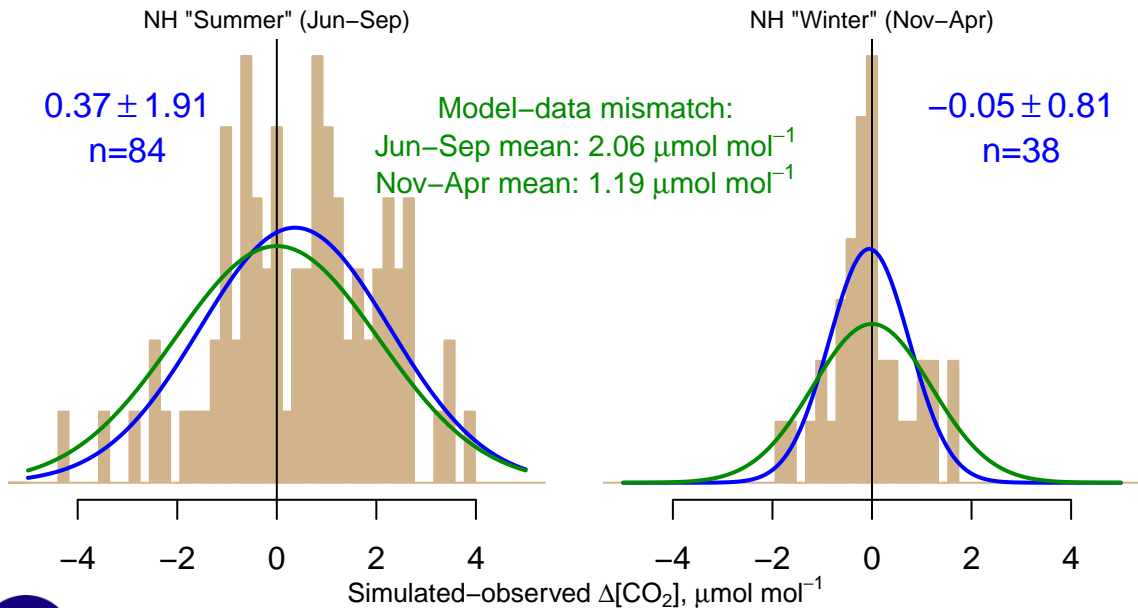 NH "Summer" (Jun−Sep)
NH "Winter" (Nov−Apr)
0.37 ± 1.91
n=84
Model−data mismatch:
Jun−Sep mean: 2.06 μmol mol⁻¹
Nov−Apr mean: 1.19 μmol mol⁻¹
−0.05 ± 0.81
n=38
−4 −2 0 2 4
−4 −2 0 2 4
Simulated−observed Δ[CO₂], μmol mol⁻¹